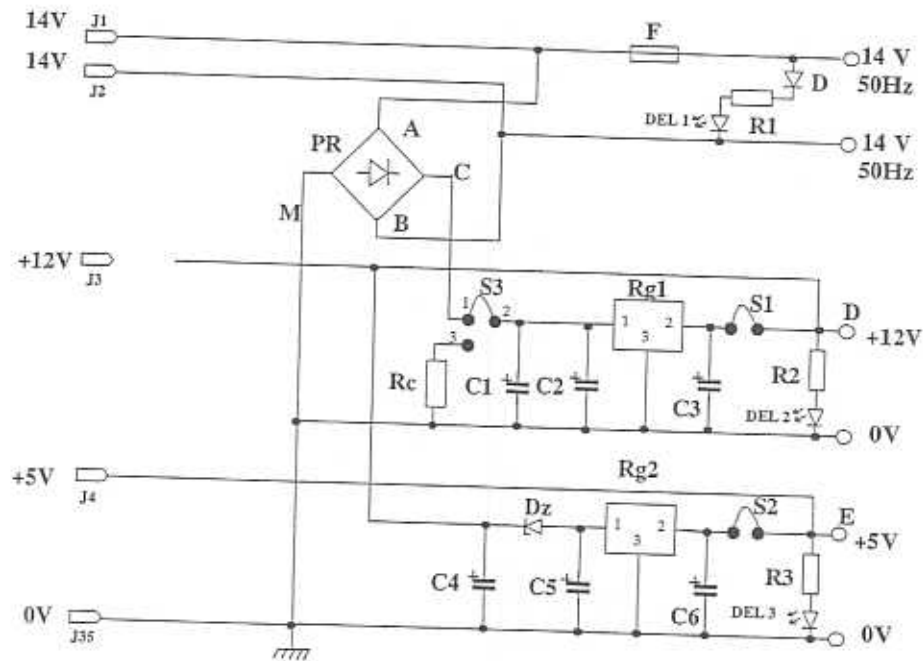 14V J1
F
14 V
50Hz
14V J2
D
R1
DEL 1
14 V
50Hz
PR
A
C
B
M
+12V J3
S3
1 2
3
Rg1
1 2
3
S1
D
+12V
Rc
C1
C2
C3
R2
DEL 2
0V
+5V J4
Rg2
Dz
1 2
3
S2
E
+5V
C4
C5
C6
R3
DEL 3
0V J35
0V